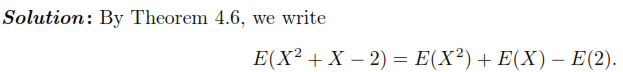 Solution: By Theorem 4.6, we write
E(X² + X − 2) = E(X²) + E(X) − E(2).